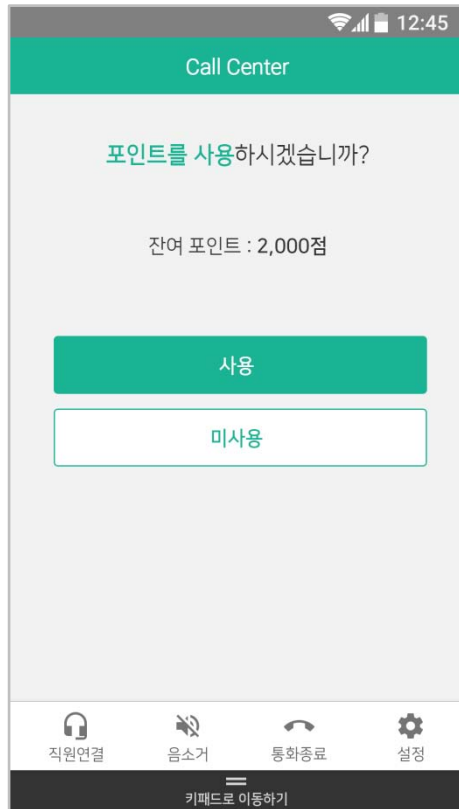 12:45
Call Center
포인트를 사용하시겠습니까?
잔여 포인트 : 2,000점
사용
미사용
직원연결 음소거 통화종료 설정
키패드로 이동하기